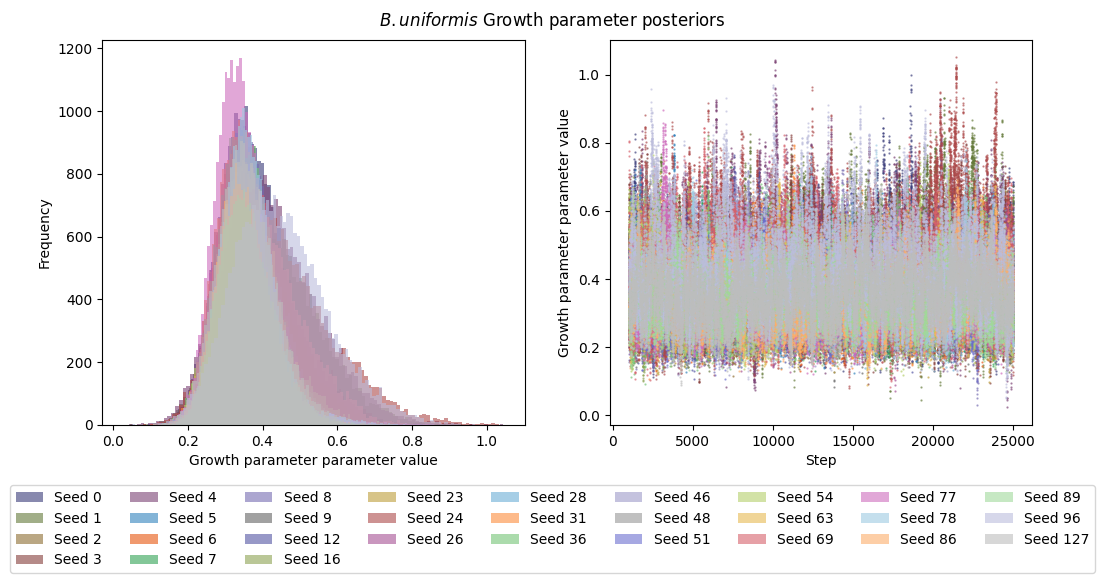 B.uniformis Growth parameter posteriors
1200
1000
800
600
400
200
0
Frequency
0.0 0.2 0.4 0.6 0.8 1.0
Growth parameter parameter value
1.0
0.8
0.6
0.4
0.2
0.0
Growth parameter parameter value
0 5000 10000 15000 20000 25000
Step
Seed 0 Seed 4 Seed 8 Seed 23 Seed 28 Seed 46 Seed 54 Seed 77 Seed 89
Seed 1 Seed 5 Seed 9 Seed 24 Seed 31 Seed 48 Seed 63 Seed 78 Seed 96
Seed 2 Seed 6 Seed 12 Seed 26 Seed 36 Seed 51 Seed 69 Seed 86 Seed 127
Seed 3 Seed 7 Seed 16